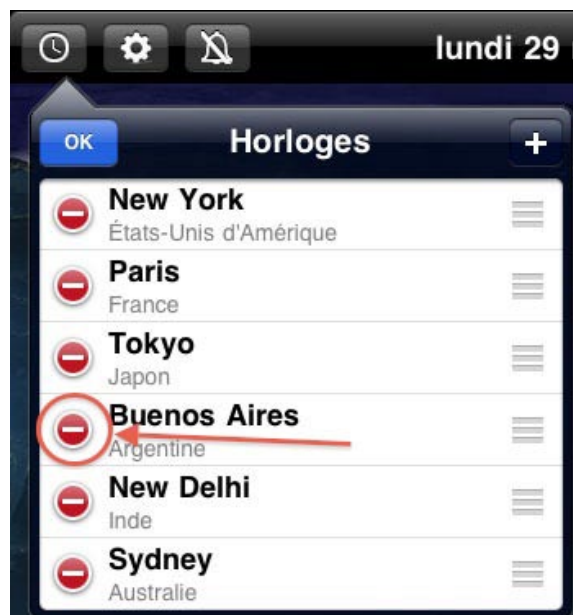 lundi 29
OK Horloges +
New York
États-Unis d'Amérique
Paris
France
Tokyo
Japon
Buenos Aires
Argentine
New Delhi
Inde
Sydney
Australie